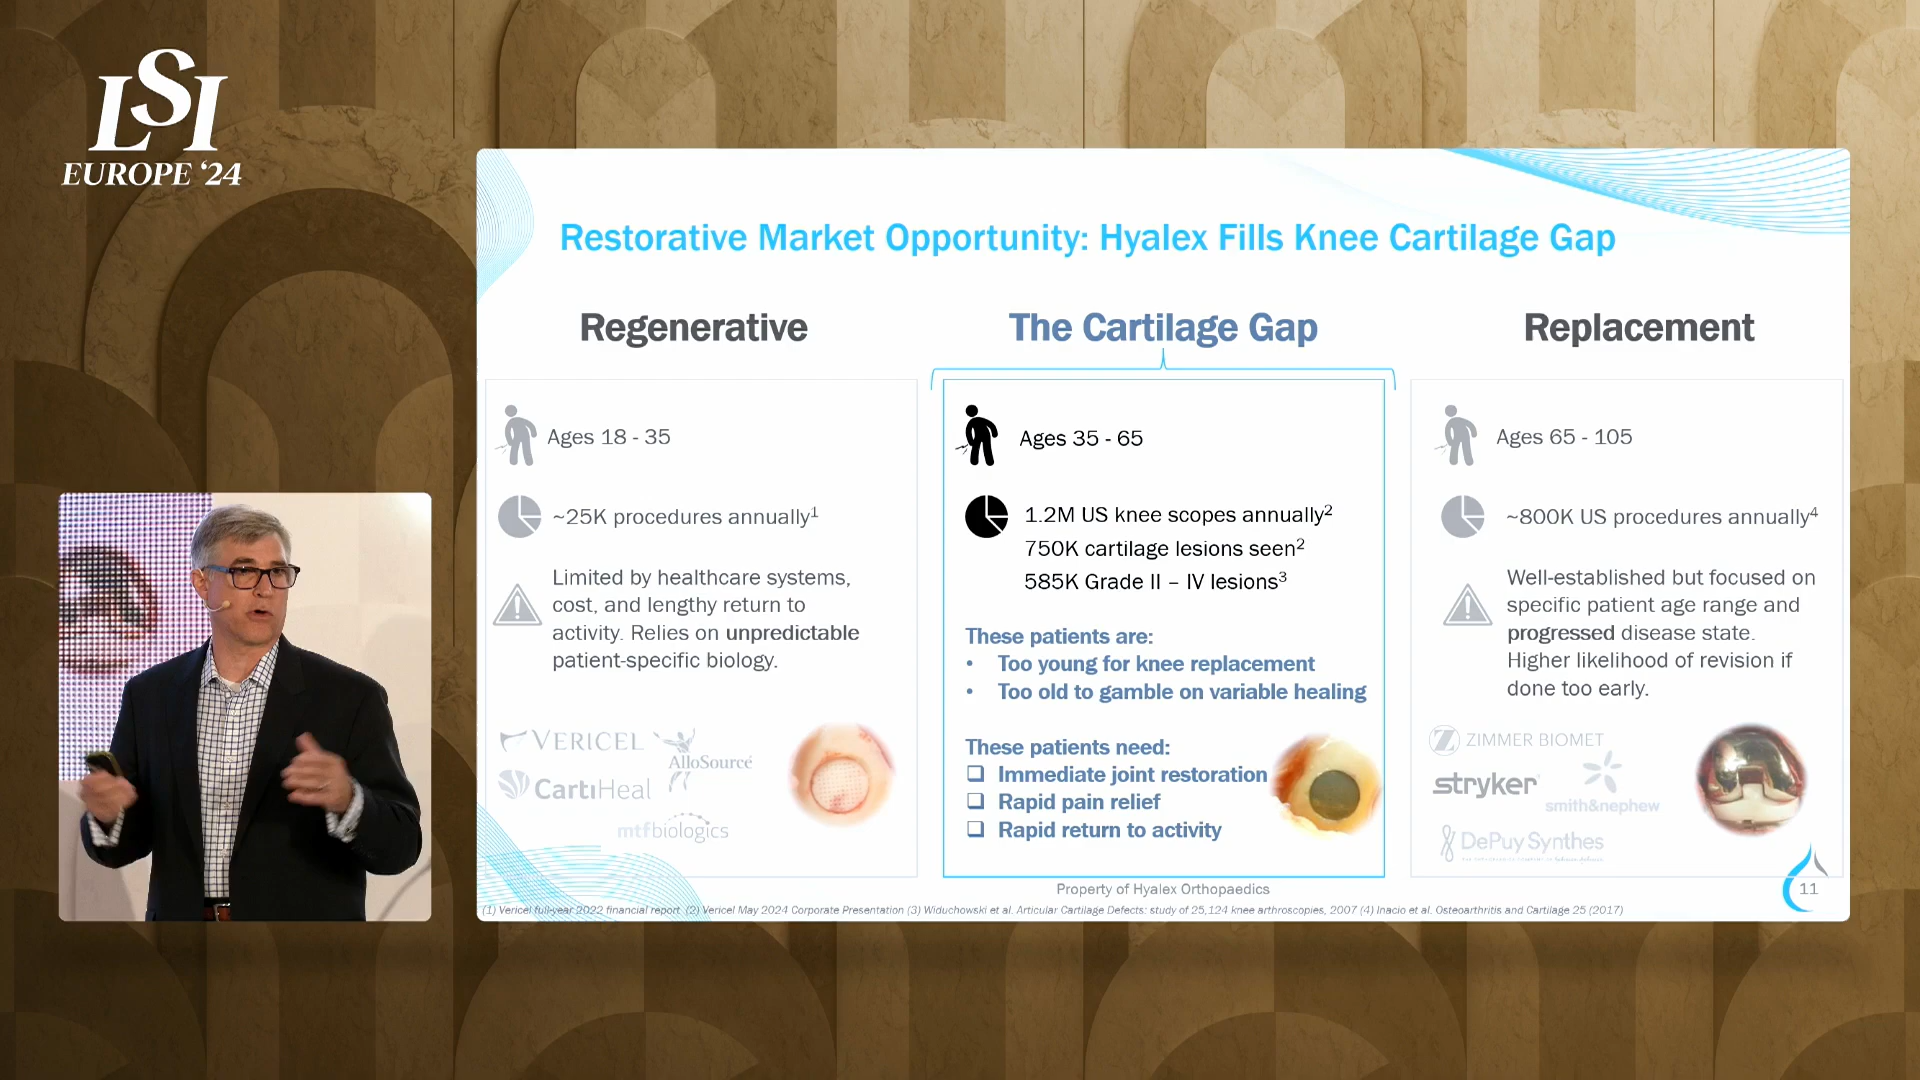 LSI
EUROPE '24
Restorative Market Opportunity: Hyalex Fills Knee Cartilage Gap
Regenerative
Ages 18 - 35
~25K procedures annually1
Limited by healthcare systems,
cost, and lengthy return to
activity. Relies on unpredictable
patient-specific biology.
VERICEL
AlloSource
CartiHeal
mtfbiologics
The Cartilage Gap
Ages 35 - 65
1.2M US knee scopes annually2
750K cartilage lesions seen2
585K Grade II – IV lesions3
These patients are:
• Too young for knee replacement
• Too old to gamble on variable healing
These patients need:
❑ Immediate joint restoration
❑ Rapid pain relief
❑ Rapid return to activity
Replacement
Ages 65 - 105
~800K US procedures annually4
Well-established but focused on
specific patient age range and
progressed disease state.
Higher likelihood of revision if
done too early.
ZIMMER BIOMET
stryker
smith&nephew
DePuy Synthes
Property of Hyalex Orthopaedics
11
(1) Vericel full-year 2022 financial report (2) Vericel May 2024 Corporate Presentation (3) Widuchowski et al. Articular Cartilage Defects: study of 25,124 knee arthroscopies, 2007 (4) Inacio et al. Osteoarthritis and Cartilage 25 (2017)